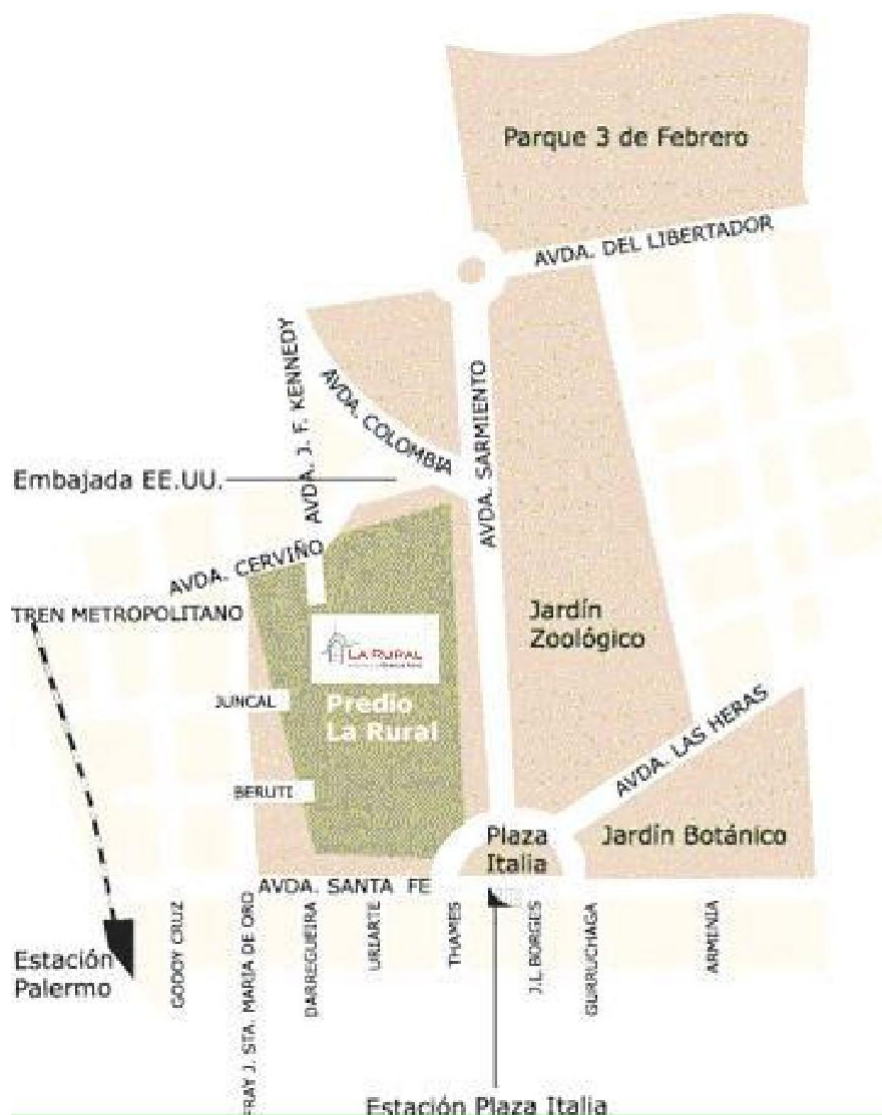 Parque 3 de Febrero
AVDA. DEL LIBERTADOR
AVDA. J. F. KENNEDY
AVDA. COLOMBIA
AVDA. SARMIENTO
Embajada EE.UU.
AVDA. CERVIÑO
TREN METROPOLITANO
Jardín
Zoológico
LA RURAL
JUNCAL
Predio
La Rural
AVDA. LAS HERAS
BERUTI
Plaza
Italia
Jardín Botánico
AVDA. SANTA FE
Estación
Palermo
GODOY CRUZ
FRAY J. STA. MARIA DE ORO
DARREGUEIRA
URIARTE
THAMES
J.L. BORGES
GURRUCHAGA
ARMENIA
Estación Plaza Italia